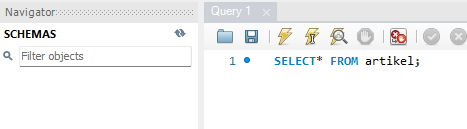 Navigator
Query 1
SCHEMAS
Filter objects
1 SELECT* FROM artikel;